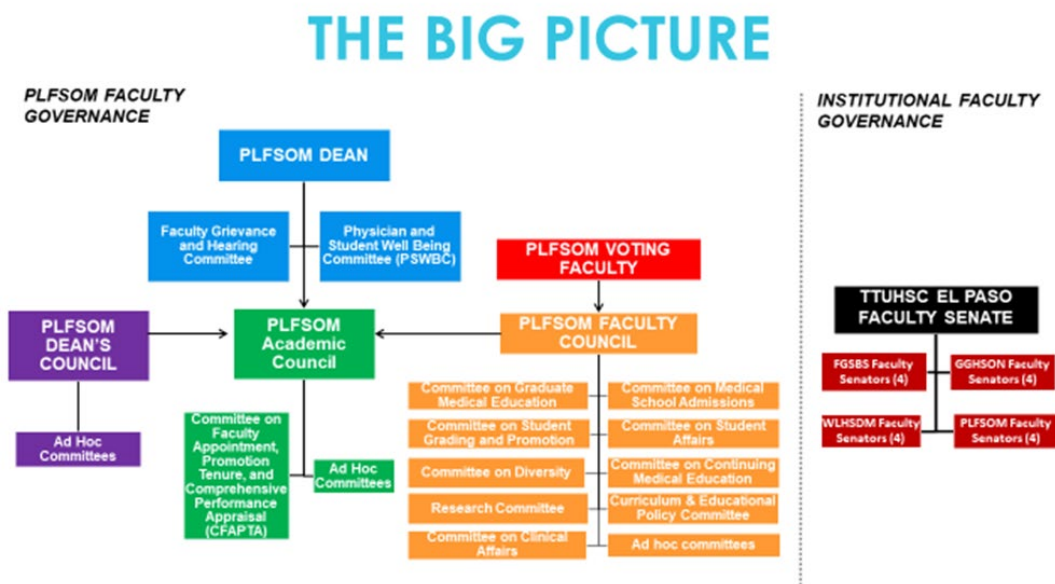 THE BIG PICTURE
PLFSOM FACULTY
GOVERNANCE
PLFSOM DEAN
Faculty Grievance
and Hearing
Committee
Physician and
Student Well Being
Committee (PSWBC)
PLFSOM VOTING
FACULTY
PLFSOM
DEAN'S
COUNCIL
PLFSOM
Academic
Council
PLFSOM FACULTY
COUNCIL
Ad Hoc
Committees
Committee on
Faculty
Appointment,
Promotion
Tenure, and
Comprehensive
Performance
Appraisal
(CFAPTA)
Ad Hoc
Committees
Committee on Graduate
Medical Education
Committee on Medical
School Admissions
Committee on Student
Grading and Promotion
Committee on Student
Affairs
Committee on Diversity
Committee on Continuing
Medical Education
Research Committee
Curriculum & Educational
Policy Committee
Committee on Clinical
Affairs
Ad hoc committees
INSTITUTIONAL FACULTY
GOVERNANCE
TTUHSC EL PASO
FACULTY SENATE
FGSBS Faculty
Senators (4)
GGHSON Faculty
Senators (4)
WLHSDM Faculty
Senators (4)
PLFSOM Faculty
Senators (4)